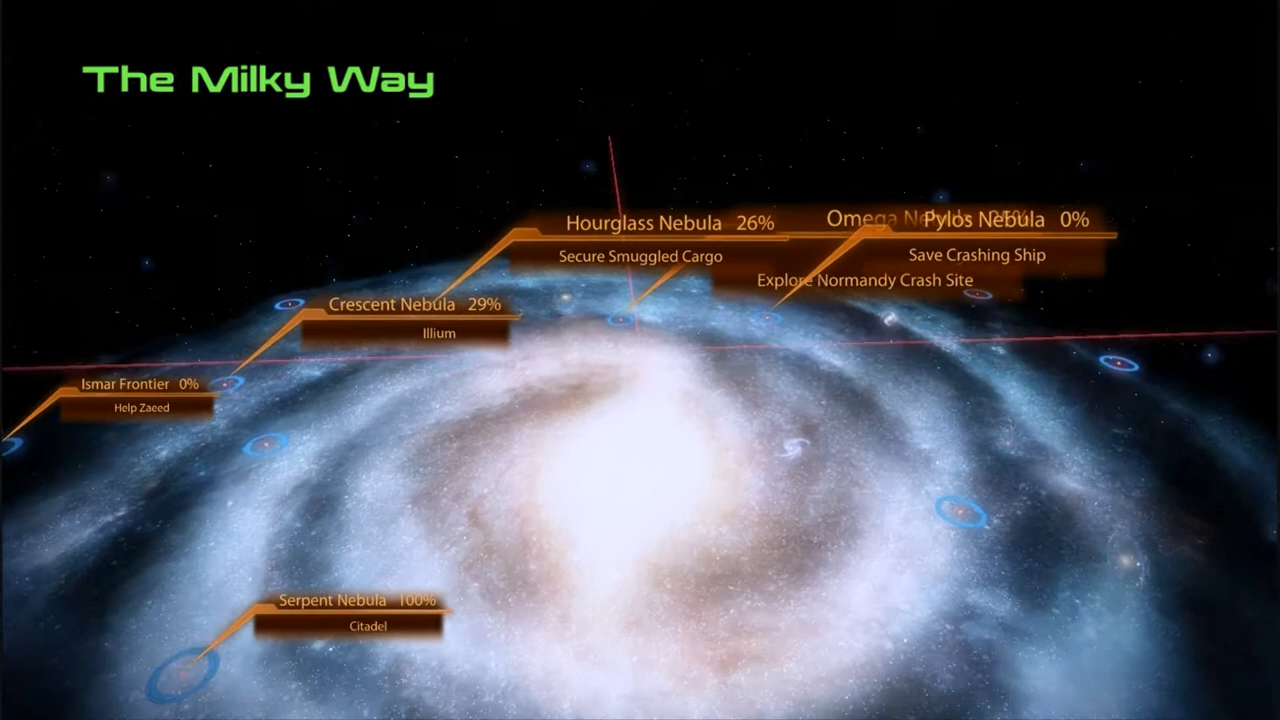 The Milky Way
Hourglass Nebula 26%
Secure Smuggled Cargo
Omega
Explore Normandy Crash Site
Pylos Nebula 0%
Save Crashing Ship
Crescent Nebula 29%
Illium
Ismar Frontier 0%
Help Zaeed
Serpent Nebula 100%
Citadel